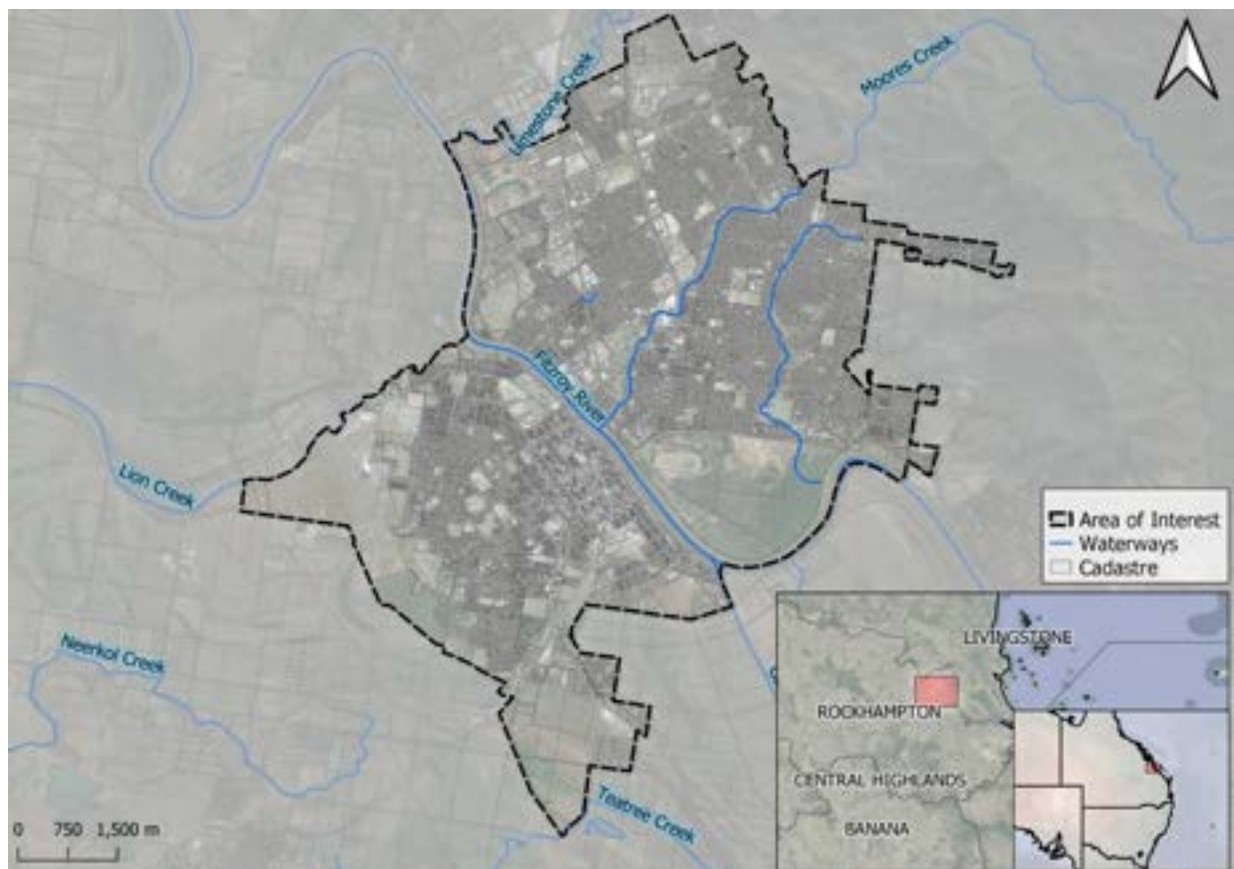 Limestone Creek
Moores Creek
Fitzroy River
Lion Creek
Area of Interest
Waterways
Cadastre
Neerkol Creek
LIVINGSTONE
ROCKHAMPTON
CENTRAL HIGHLANDS
BANANA
Teatree Creek
0 750 1,500 m